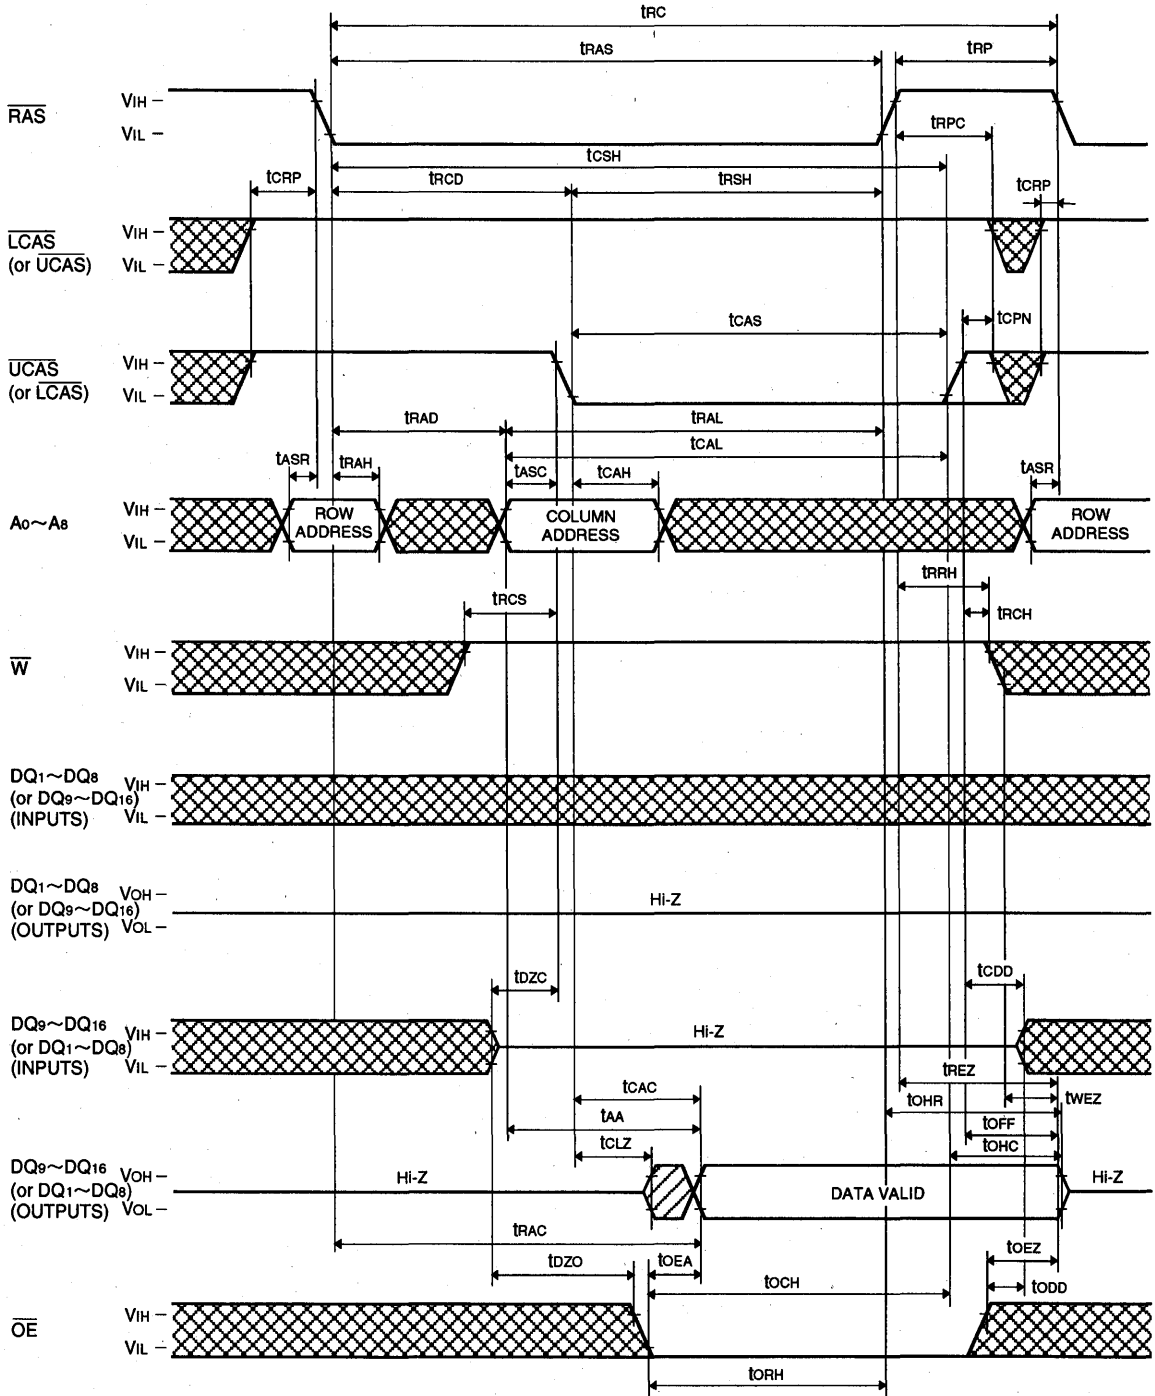 tRC
tRAS
tRP
RAS
VIH
VIL
tRPC
tCSH
tCRP
tRCD
tRSH
tCRP
LCAS
(or UCAS)
VIH
VIL
tCAS
tCPN
UCAS
(or LCAS)
VIH
VIL
tRAD
tRAL
tCAL
tASR
tRAH
tASC
tCAH
tASR
A0~A8
VIH
VIL
ROW
ADDRESS
COLUMN
ADDRESS
ROW
ADDRESS
tRRH
tRCS
tRCH
W
VIH
VIL
DQ1~DQ8
(or DQ9~DQ16)
(INPUTS)
VIH
VIL
DQ1~DQ8
(or DQ9~DQ16)
(OUTPUTS)
VOH
VOL
Hi-Z
tDZC
tCDD
DQ9~DQ16
(or DQ1~DQ8)
(INPUTS)
VIH
VIL
Hi-Z
tREZ
tCAC
tOHR
tWEZ
tAA
tOFF
tCLZ
tOHC
DQ9~DQ16
(or DQ1~DQ8)
(OUTPUTS)
VOH
VOL
Hi-Z
DATA VALID
Hi-Z
tRAC
tDZO
tOEA
tOEZ
tOCH
tODD
OE
VIH
VIL
tORH